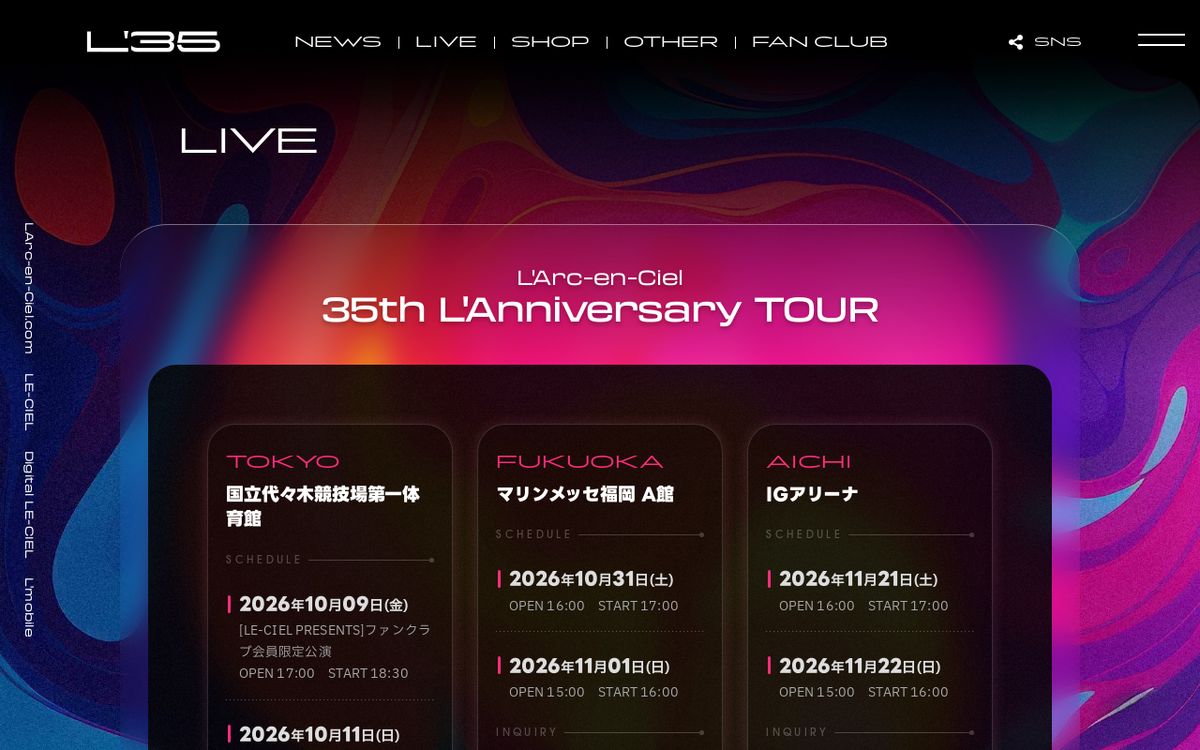 L'35
NEWS | LIVE | SHOP | OTHER | FAN CLUB
SNS
LIVE
LArc-en-Ciel.com
LE-CIEL
Digital LE-CIEL
L'mobile
L'Arc-en-Ciel
35th L'Anniversary TOUR
TOKYO
国立代々木競技場第一体
育館
SCHEDULE
2026年10月09日(金)
[LE-CIEL PRESENTS]ファンクラ
ブ会員限定公演
OPEN 17:00 START 18:30
2026年10月11日(日)
FUKUOKA
マリンメッセ福岡 A館
SCHEDULE
2026年10月31日(土)
OPEN 16:00 START 17:00
2026年11月01日(日)
OPEN 15:00 START 16:00
INQUIRY
AICHI
IGアリーナ
SCHEDULE
2026年11月21日(土)
OPEN 16:00 START 17:00
2026年11月22日(日)
OPEN 15:00 START 16:00
INQUIRY